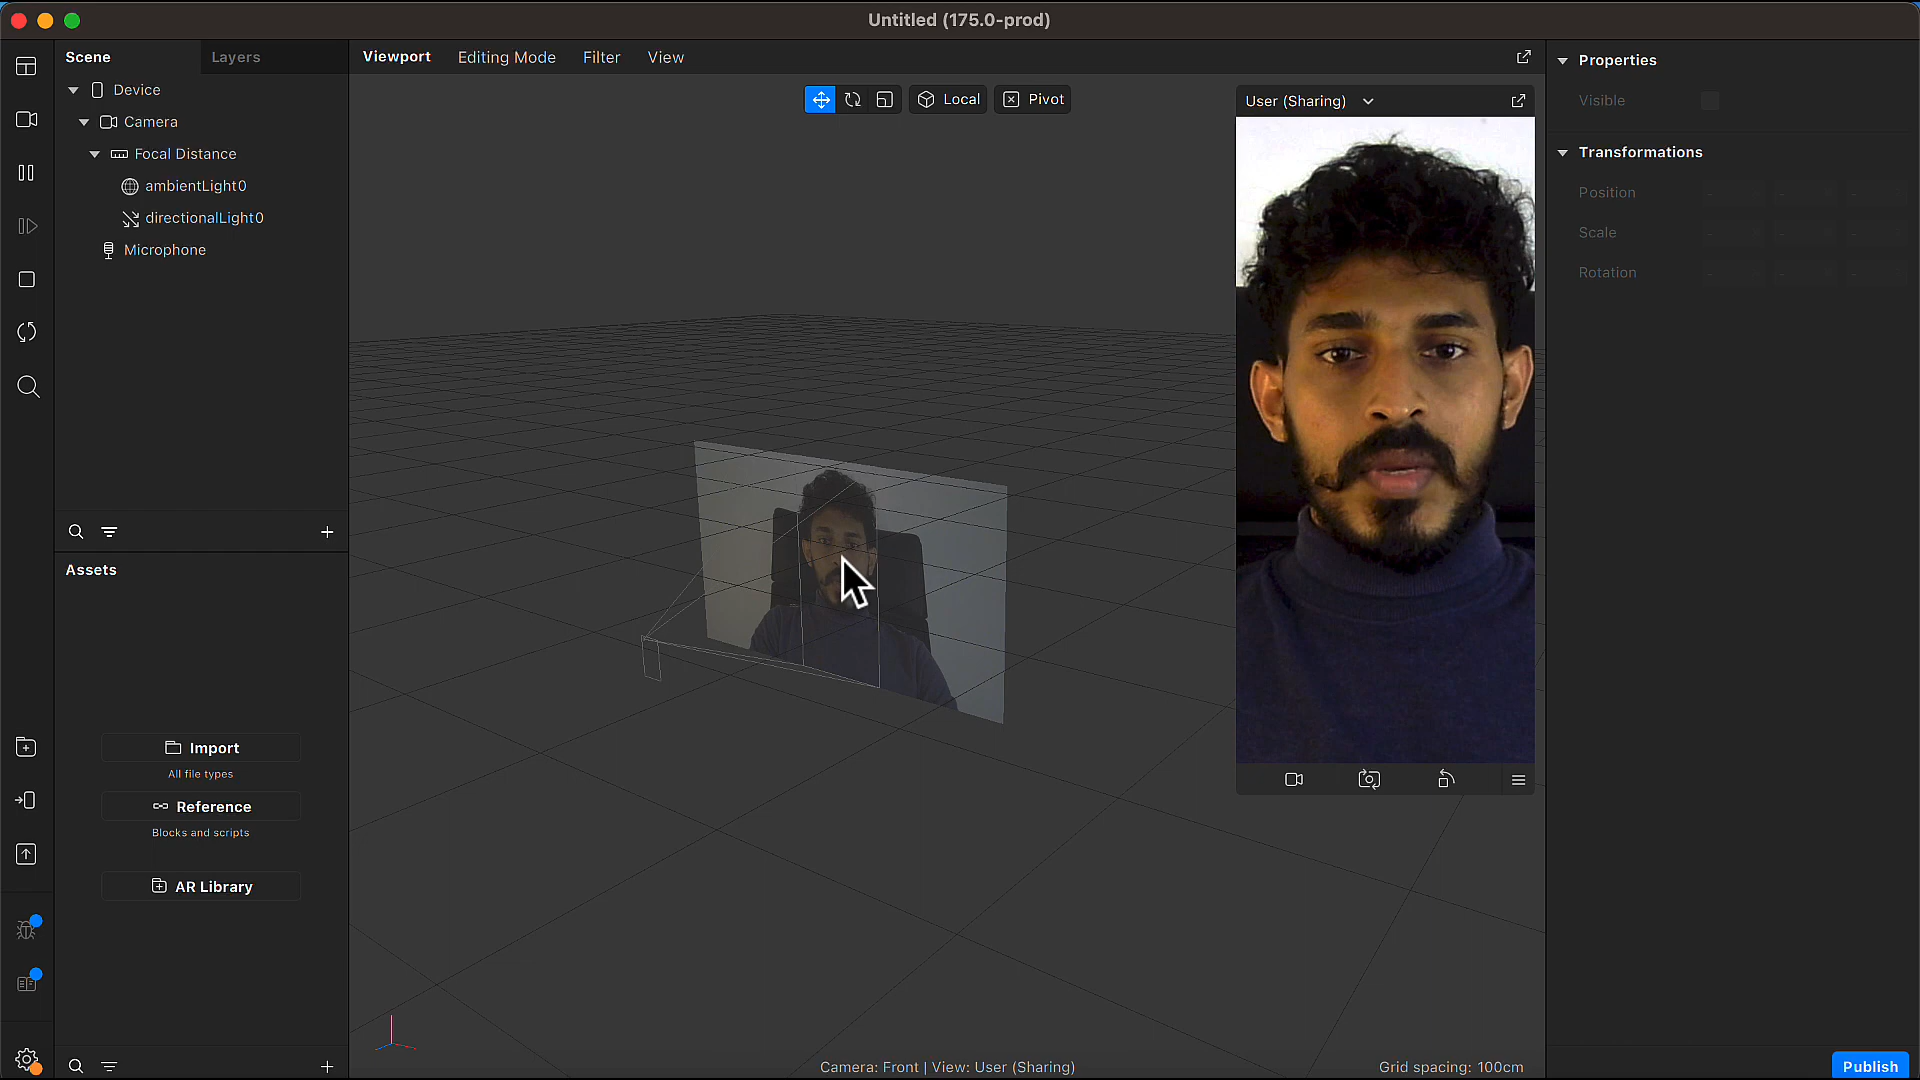 Untitled (175.0-prod)
Scene
Layers
Device
Camera
Focal Distance
ambientLight0
directionalLight0
Microphone
Assets
Import
All file types
Reference
Blocks and scripts
AR Library
Viewport
Editing Mode
Filter
View
Local
Pivot
User (Sharing)
Camera: Front | View: User (Sharing)
Grid spacing: 100cm
Properties
Visible
Transformations
Position - - -
Scale - - -
Rotation - - -
Publish